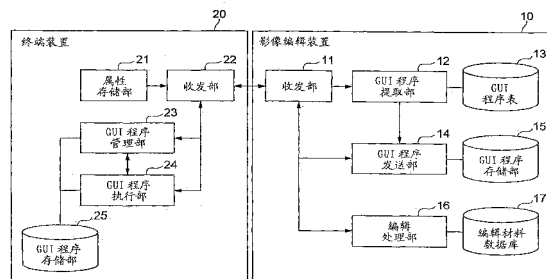 20
10
终端装置
影像编辑装置
21
22
11
12
13
属性
存储部
收发部
收发部
GUI 程序
提取部
GUI
程序表
23
GUI 程序
管理部
14
GUI 程序
发送部
15
GUI 程序
存储部
24
GUI 程序
执行部
25
GUI 程序
存储部
16
编辑
处理部
17
编辑材料
数据库